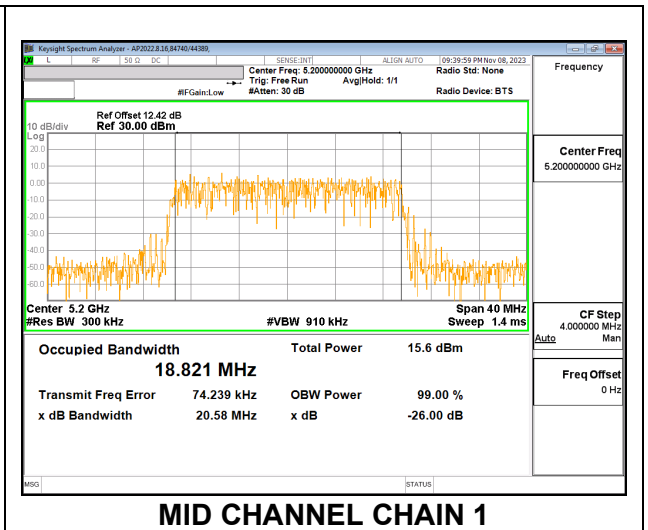 Keysight Spectrum Analyzer - AP2022.8.16,84740/44389,
L RF 50 Ω DC SENSE:INT ALIGN AUTO 09:39:59 PM Nov 08, 2023
Center Freq: 5.200000000 GHz Radio Std: None
Trig: Free Run Avg|Hold: 1/1
#IFGain:Low #Atten: 30 dB Radio Device: BTS
Frequency
Ref Offset 12.42 dB
10 dB/div Ref 30.00 dBm
Log
20.0
10.0
0.00
-10.0
-20.0
-30.0
-40.0
-50.0
-60.0
Center 5.2 GHz Span 40 MHz
#Res BW 300 kHz #VBW 910 kHz Sweep 1.4 ms
Center Freq
5.200000000 GHz
CF Step
4.000000 MHz
Auto Man
Freq Offset
0 Hz
Occupied Bandwidth Total Power 15.6 dBm
18.821 MHz
Transmit Freq Error 74.239 kHz OBW Power 99.00 %
x dB Bandwidth 20.58 MHz x dB -26.00 dB
MSG STATUS
MID CHANNEL CHAIN 1